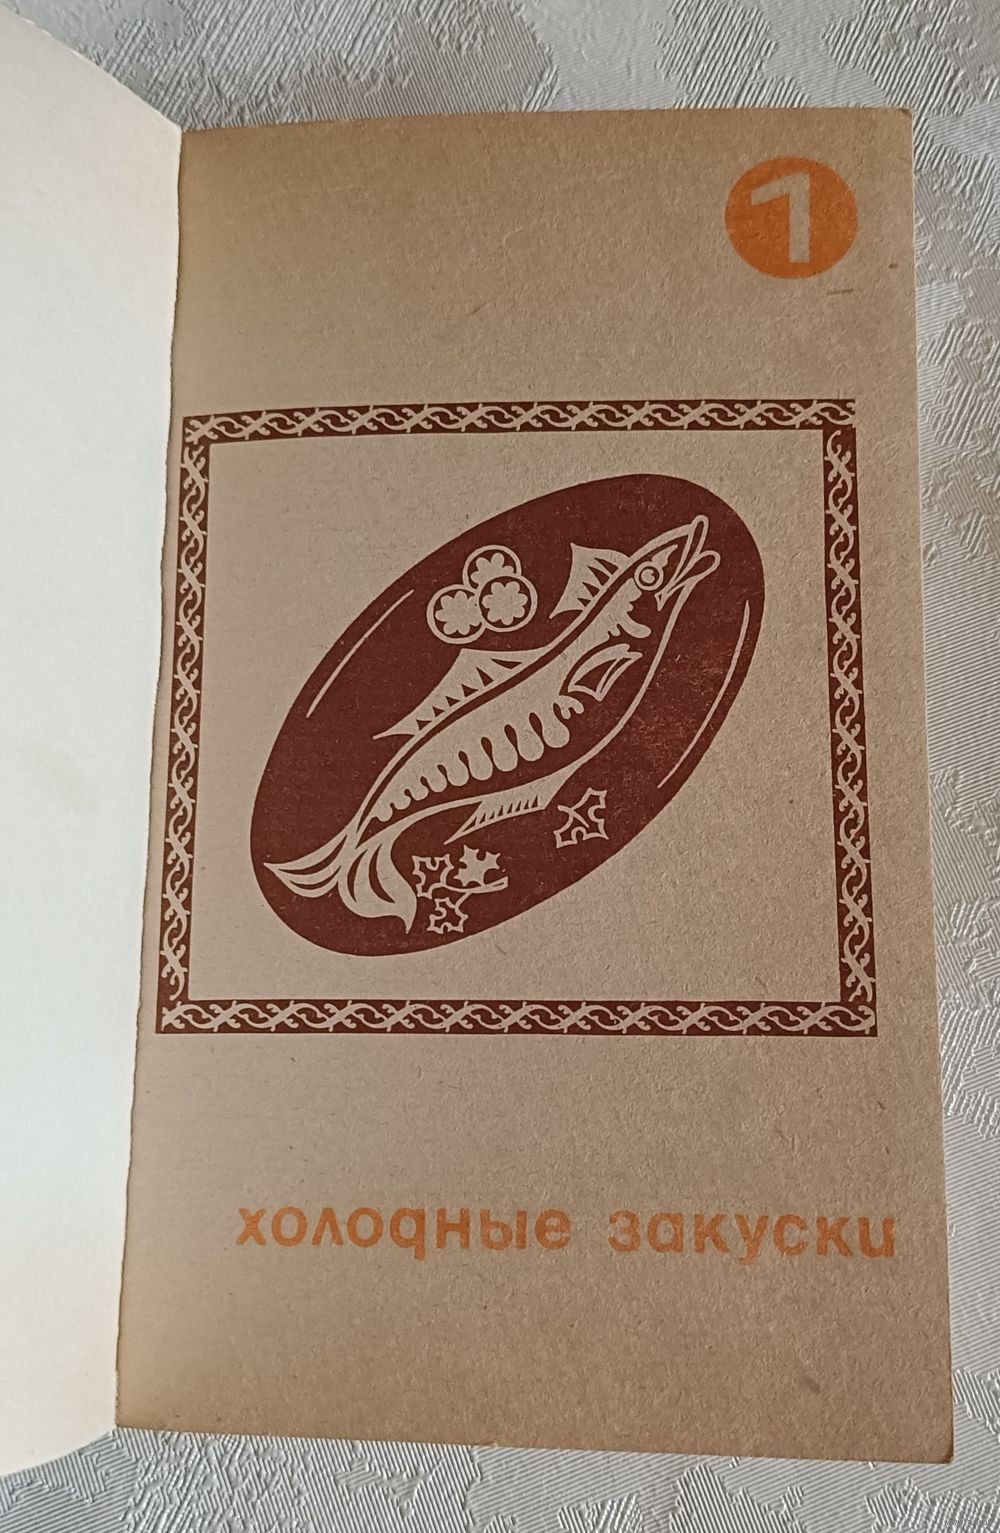 1
холодные закуски